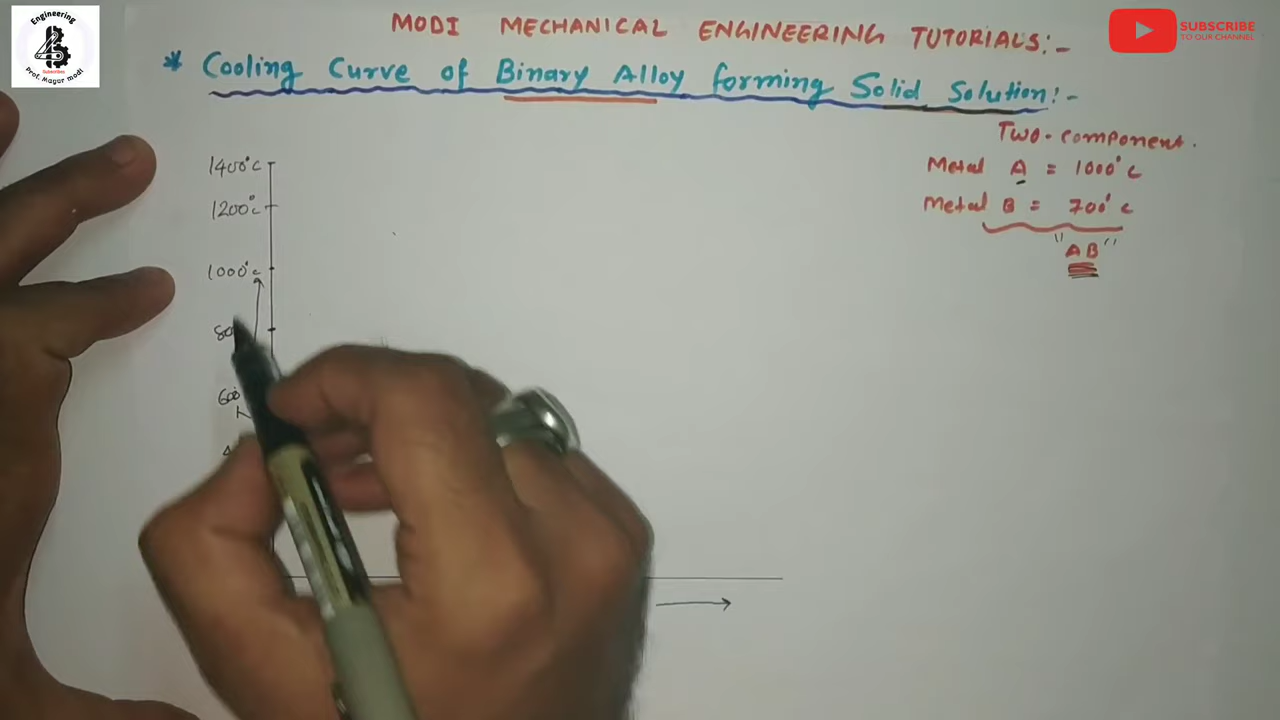 Engineering
Subscribes
Prof. Mayur modi
MODI MECHANICAL ENGINEERING TUTORIALS:-
SUBSCRIBE
TO OUR CHANNEL
* Cooling Curve of Binary Alloy forming Solid Solution:-
Two-component.
Metal A = 1000°C
Metal B = 700°C
"AB"
1400°C
1200°C
1000°C